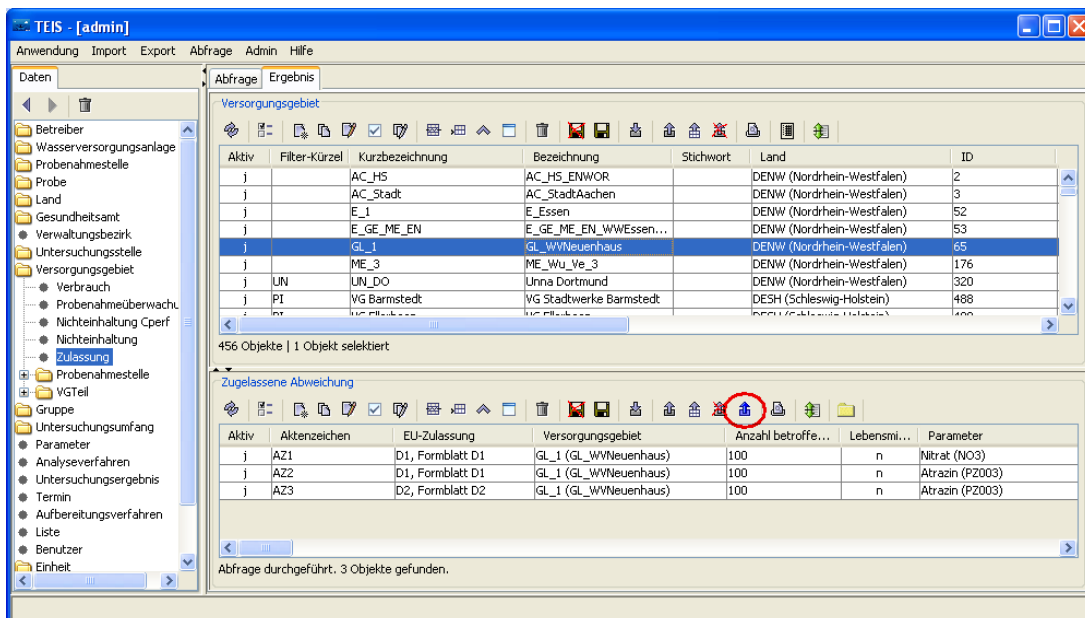 TEIS - [admin]
Anwendung Import Export Abfrage Admin Hilfe
Daten
Betreiber
Wasserversorgungsanlage
Probenahmestelle
Probe
Land
Gesundheitsamt
Verwaltungsbezirk
Untersuchungsstelle
Versorgungsgebiet
Verbrauch
Probenahmeüberwachu
Nichteinhaltung Cperf
Nichteinhaltung
Zulassung
Probenahmestelle
VGTeil
Gruppe
Untersuchungsumfang
Parameter
Analyseverfahren
Untersuchungsergebnis
Termin
Aufbereitungsverfahren
Liste
Benutzer
Einheit
Abfrage Ergebnis
Versorgungsgebiet
Aktiv Filter-Kürzel Kurzbezeichnung Bezeichnung Stichwort Land ID
j AC_HS AC_HS_ENWOR DENW (Nordrhein-Westfalen) 2
j AC_Stadt AC_StadtAachen DENW (Nordrhein-Westfalen) 3
j E_1 E_Essen DENW (Nordrhein-Westfalen) 52
j E_GE_ME_EN E_GE_ME_EN_WWEssen... DENW (Nordrhein-Westfalen) 53
j GL_1 GL_WVNeuenhaus DENW (Nordrhein-Westfalen) 65
j ME_3 ME_Wu_Ve_3 DENW (Nordrhein-Westfalen) 176
j UN UN_DO Unna Dortmund DENW (Nordrhein-Westfalen) 320
j PI VG Barmstedt VG Stadtwerke Barmstedt DESH (Schleswig-Holstein) 488
456 Objekte | 1 Objekt selektiert
Zugelassene Abweichung
Aktiv Aktenzeichen EU-Zulassung Versorgungsgebiet Anzahl betroffe... Lebensmi... Parameter
j AZ1 D1, Formblatt D1 GL_1 (GL_WVNeuenhaus) 100 n Nitrat (NO3)
j AZ2 D1, Formblatt D1 GL_1 (GL_WVNeuenhaus) 100 n Atrazin (PZ003)
j AZ3 D2, Formblatt D2 GL_1 (GL_WVNeuenhaus) 100 n Atrazin (PZ003)
Abfrage durchgeführt. 3 Objekte gefunden.